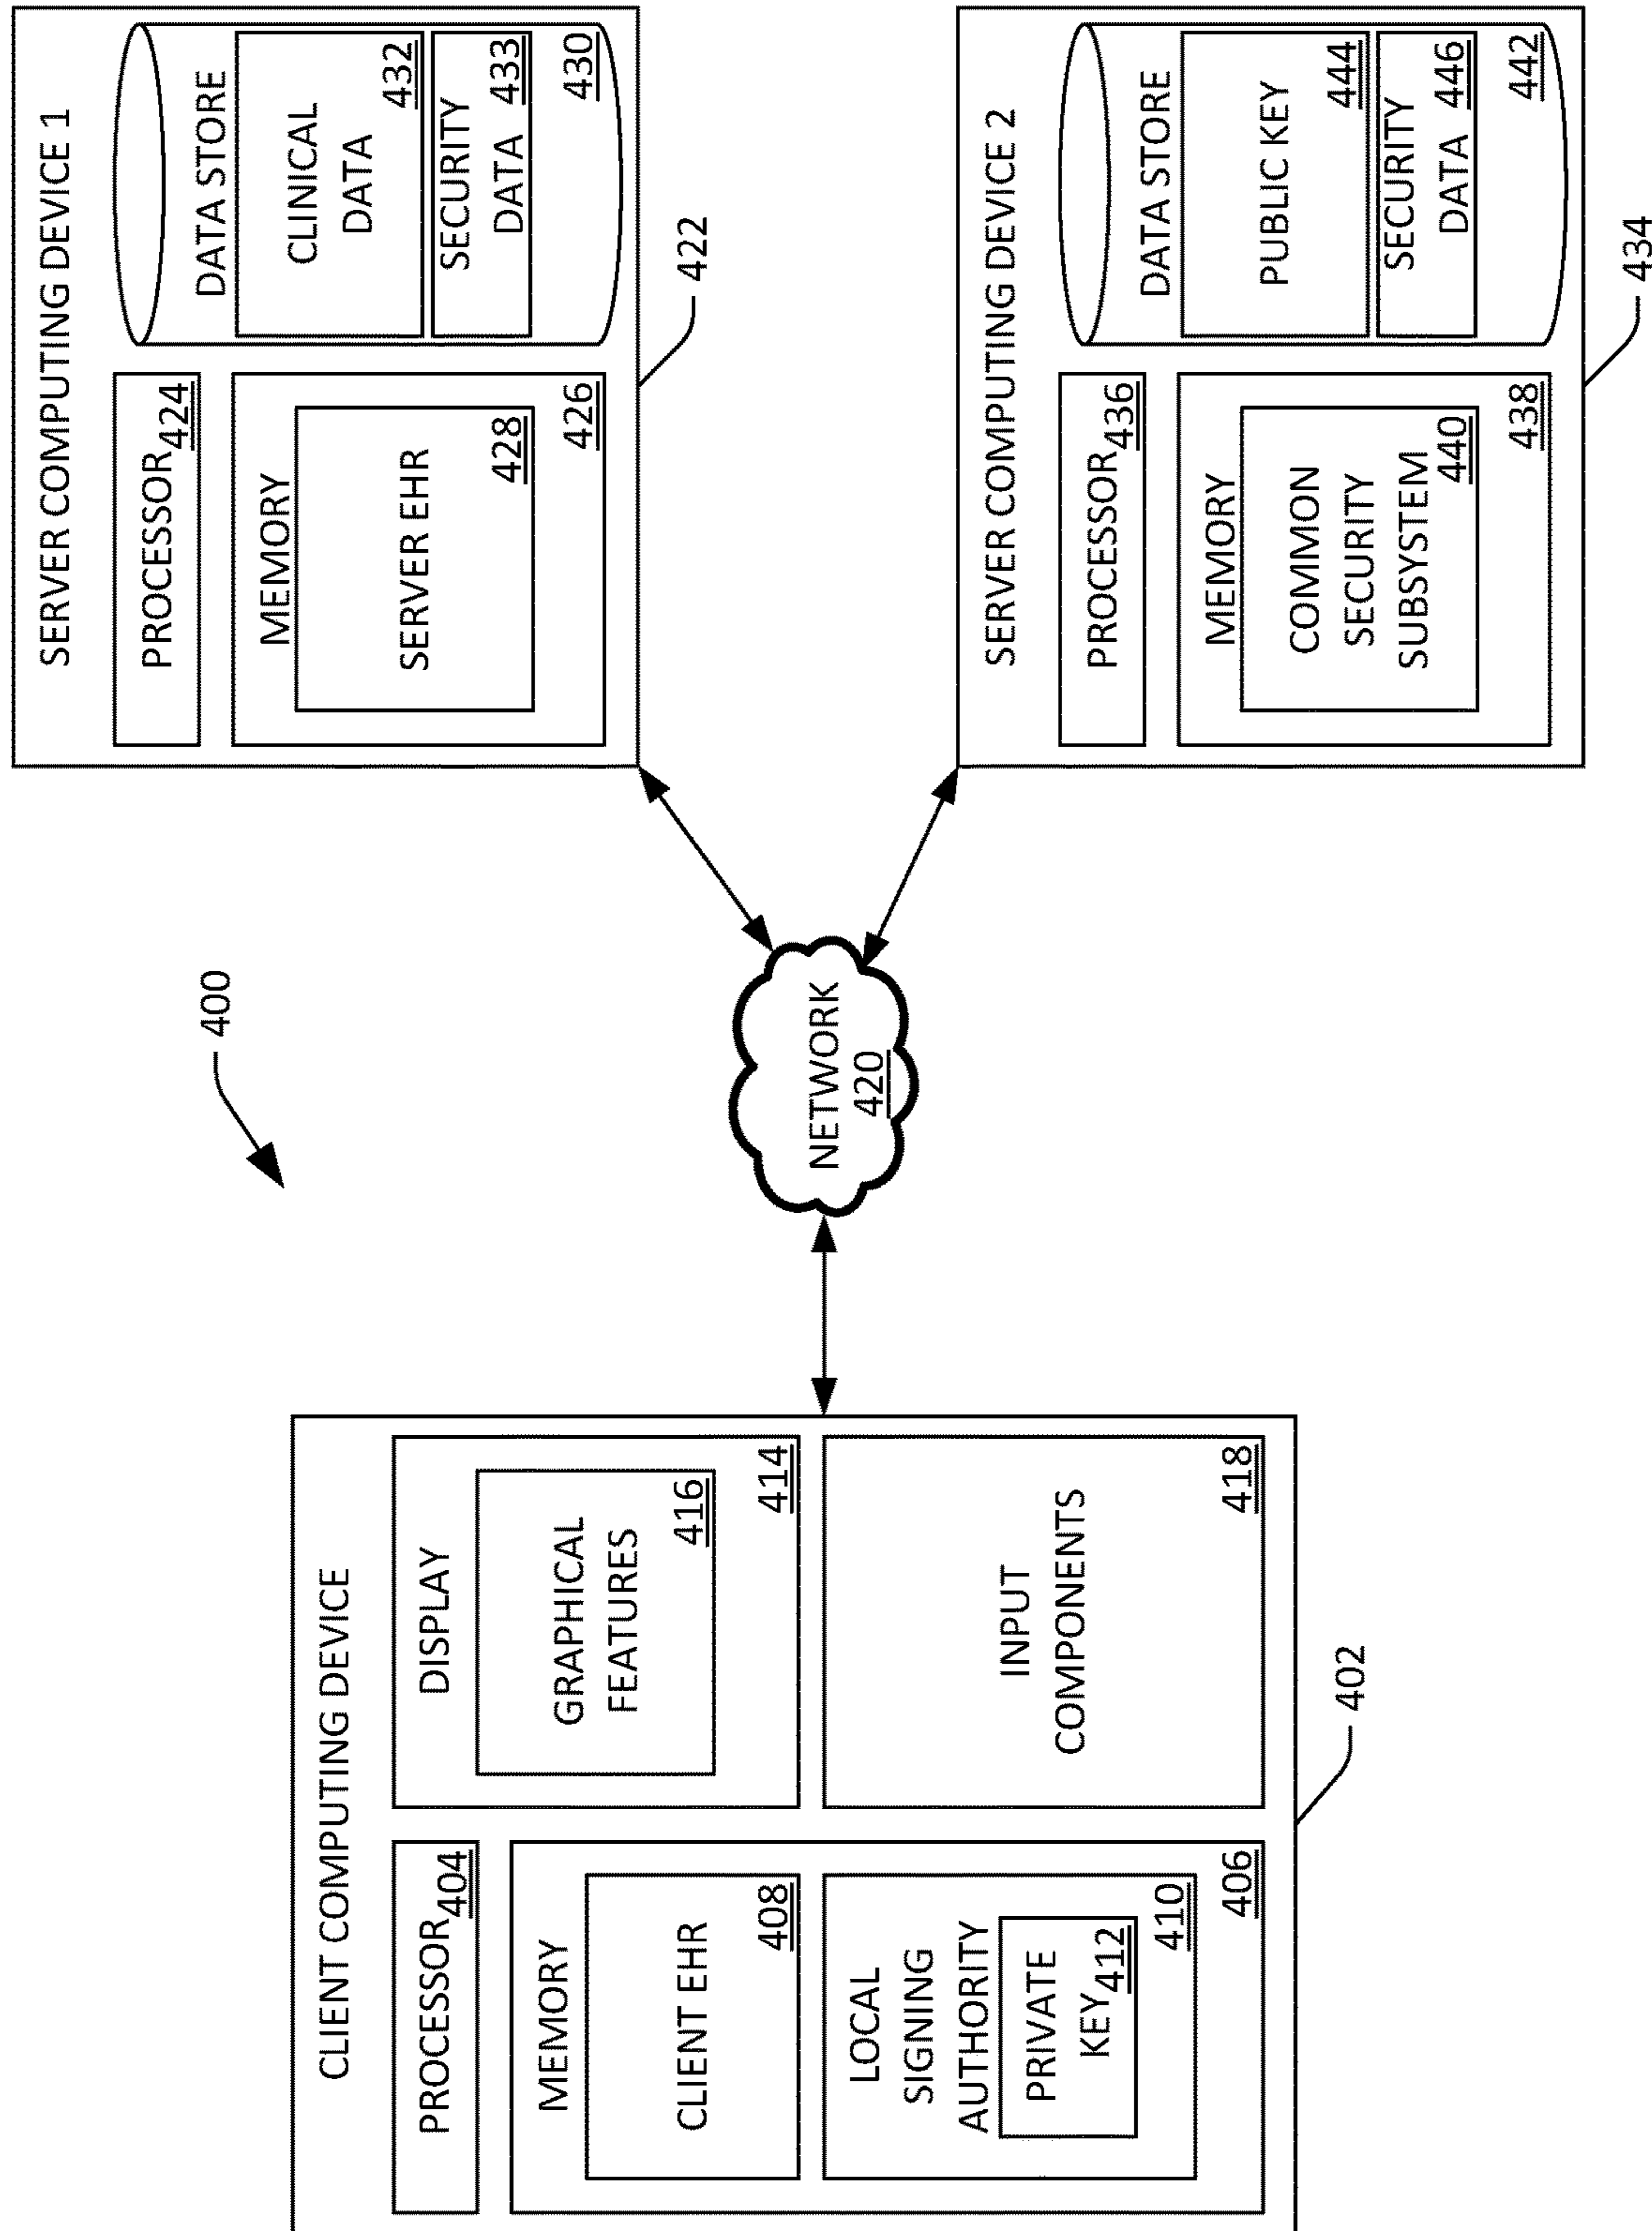 400
CLIENT COMPUTING DEVICE
PROCESSOR
404
MEMORY
CLIENT EHR
408
LOCAL
SIGNING
AUTHORITY
PRIVATE
KEY
412
410
406
DISPLAY
GRAPHICAL
FEATURES
416
414
INPUT
COMPONENTS
418
402
NETWORK
420
SERVER COMPUTING DEVICE 1
PROCESSOR
424
MEMORY
SERVER EHR
428
426
DATA STORE
CLINICAL
DATA
432
SECURITY
DATA 433
430
422
SERVER COMPUTING DEVICE 2
PROCESSOR
436
MEMORY
COMMON
SECURITY
SUBSYSTEM
440
438
DATA STORE
PUBLIC KEY
444
SECURITY
DATA 446
442
434